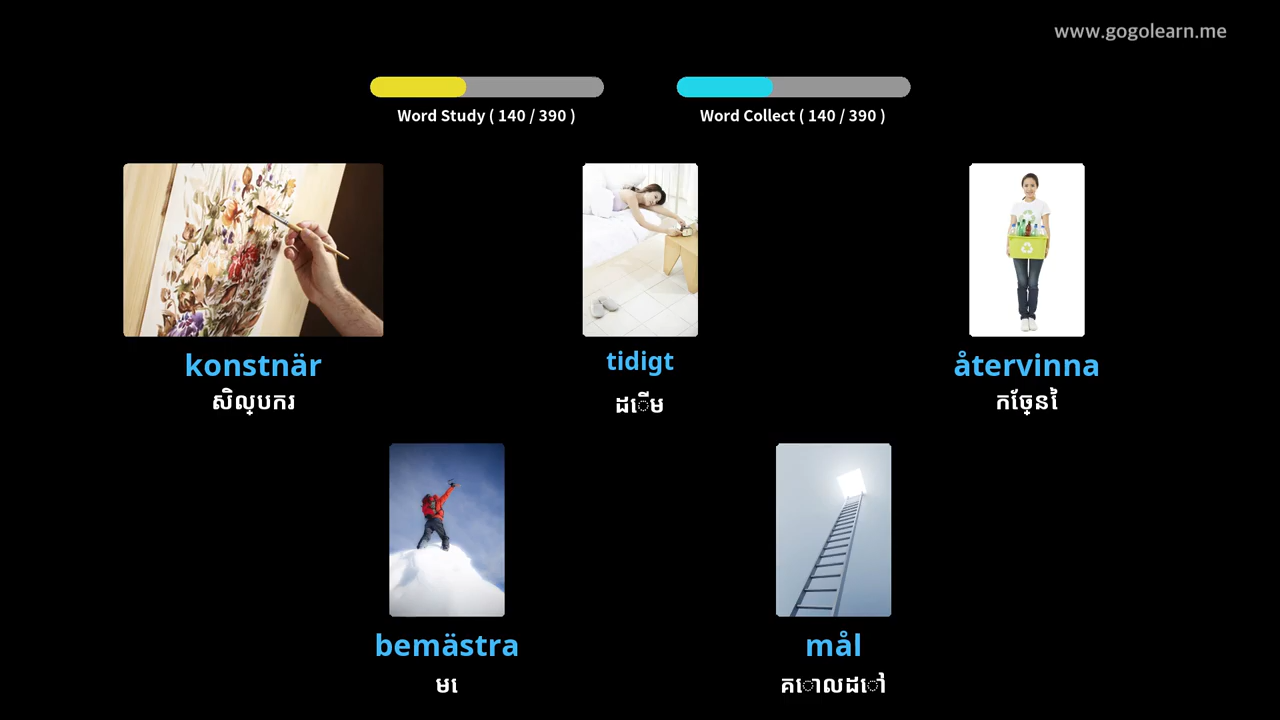 www.gogolearn.me
Word Study ( 140 / 390 )
Word Collect ( 140 / 390 )
konstnär
tidigt
återvinna
សិល្បករ
ដើម
កច្នៃ
bemästra
mål
មេ
គោលដៅ